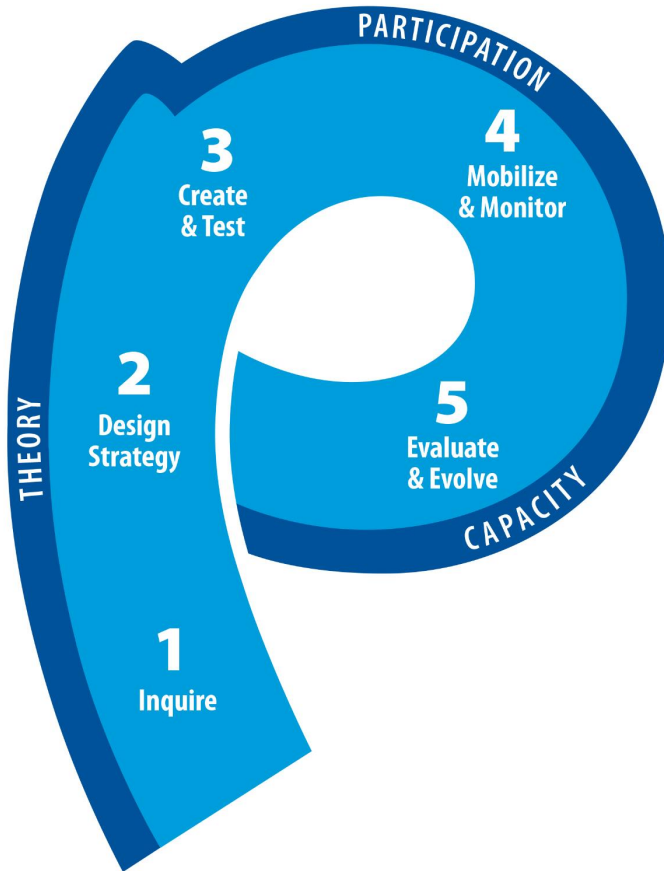 PARTICIPATION
3
Create
& Test
4
Mobilize
& Monitor
2
Design
Strategy
THEORY
5
Evaluate
& Evolve
CAPACITY
1
Inquire